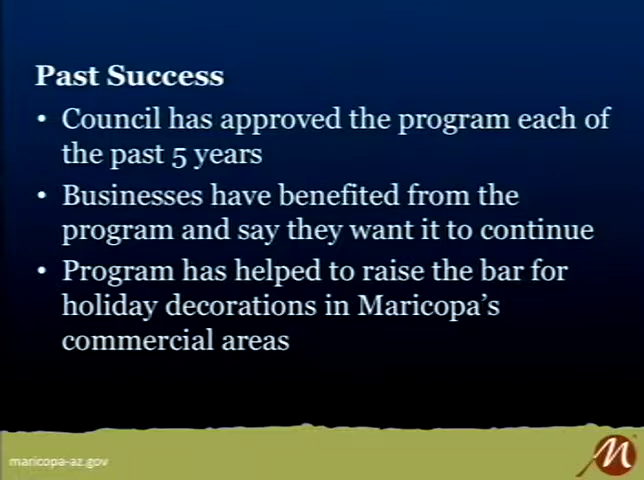 Past Success
• Council has approved the program each of
the past 5 years
• Businesses have benefited from the
program and say they want it to continue
• Program has helped to raise the bar for
holiday decorations in Maricopa's
commercial areas
maricopa-az.gov
M